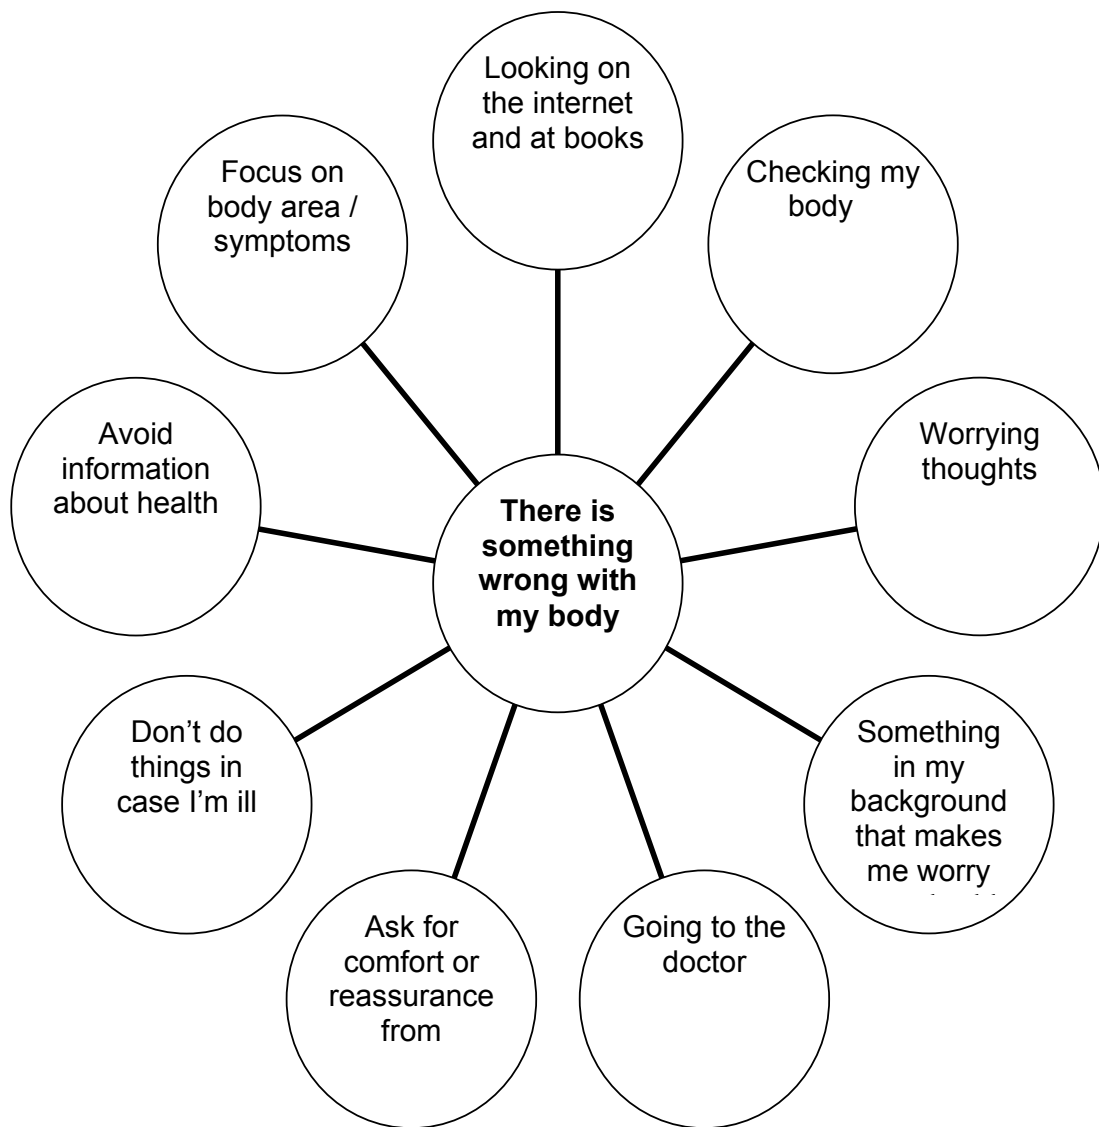 Looking on
the internet
and at books
Checking my
body
Worrying
thoughts
Something
in my
background
that makes
me worry
Going to the
doctor
Ask for
comfort or
reassurance
from
Don’t do
things in
case I’m ill
Avoid
information
about health
Focus on
body area /
symptoms
There is
something
wrong with
my body